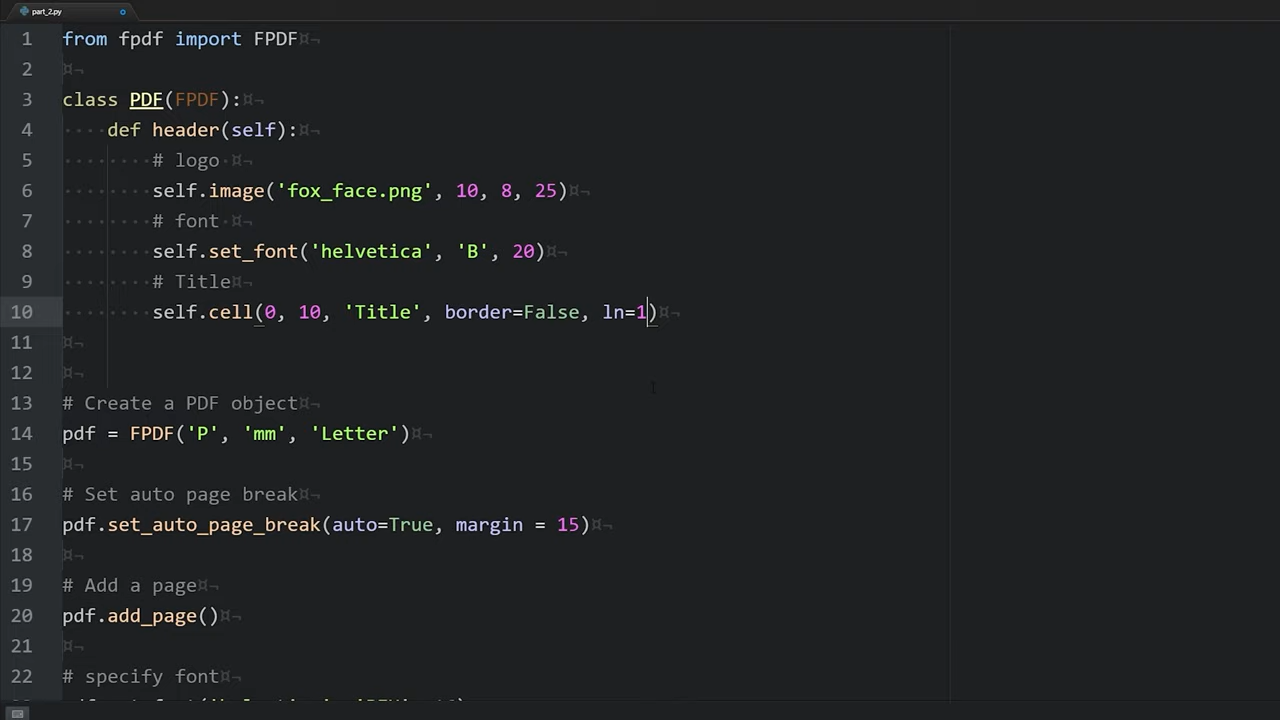 part_2.py
1 from fpdf import FPDF
2
3 class PDF(FPDF):
4 def header(self):
5 # logo
6 self.image('fox_face.png', 10, 8, 25)
7 # font
8 self.set_font('helvetica', 'B', 20)
9 # Title
10 self.cell(0, 10, 'Title', border=False, ln=1)
11
12
13 # Create a PDF object
14 pdf = FPDF('P', 'mm', 'Letter')
15
16 # Set auto page break
17 pdf.set_auto_page_break(auto=True, margin = 15)
18
19 # Add a page
20 pdf.add_page()
21
22 # specify font